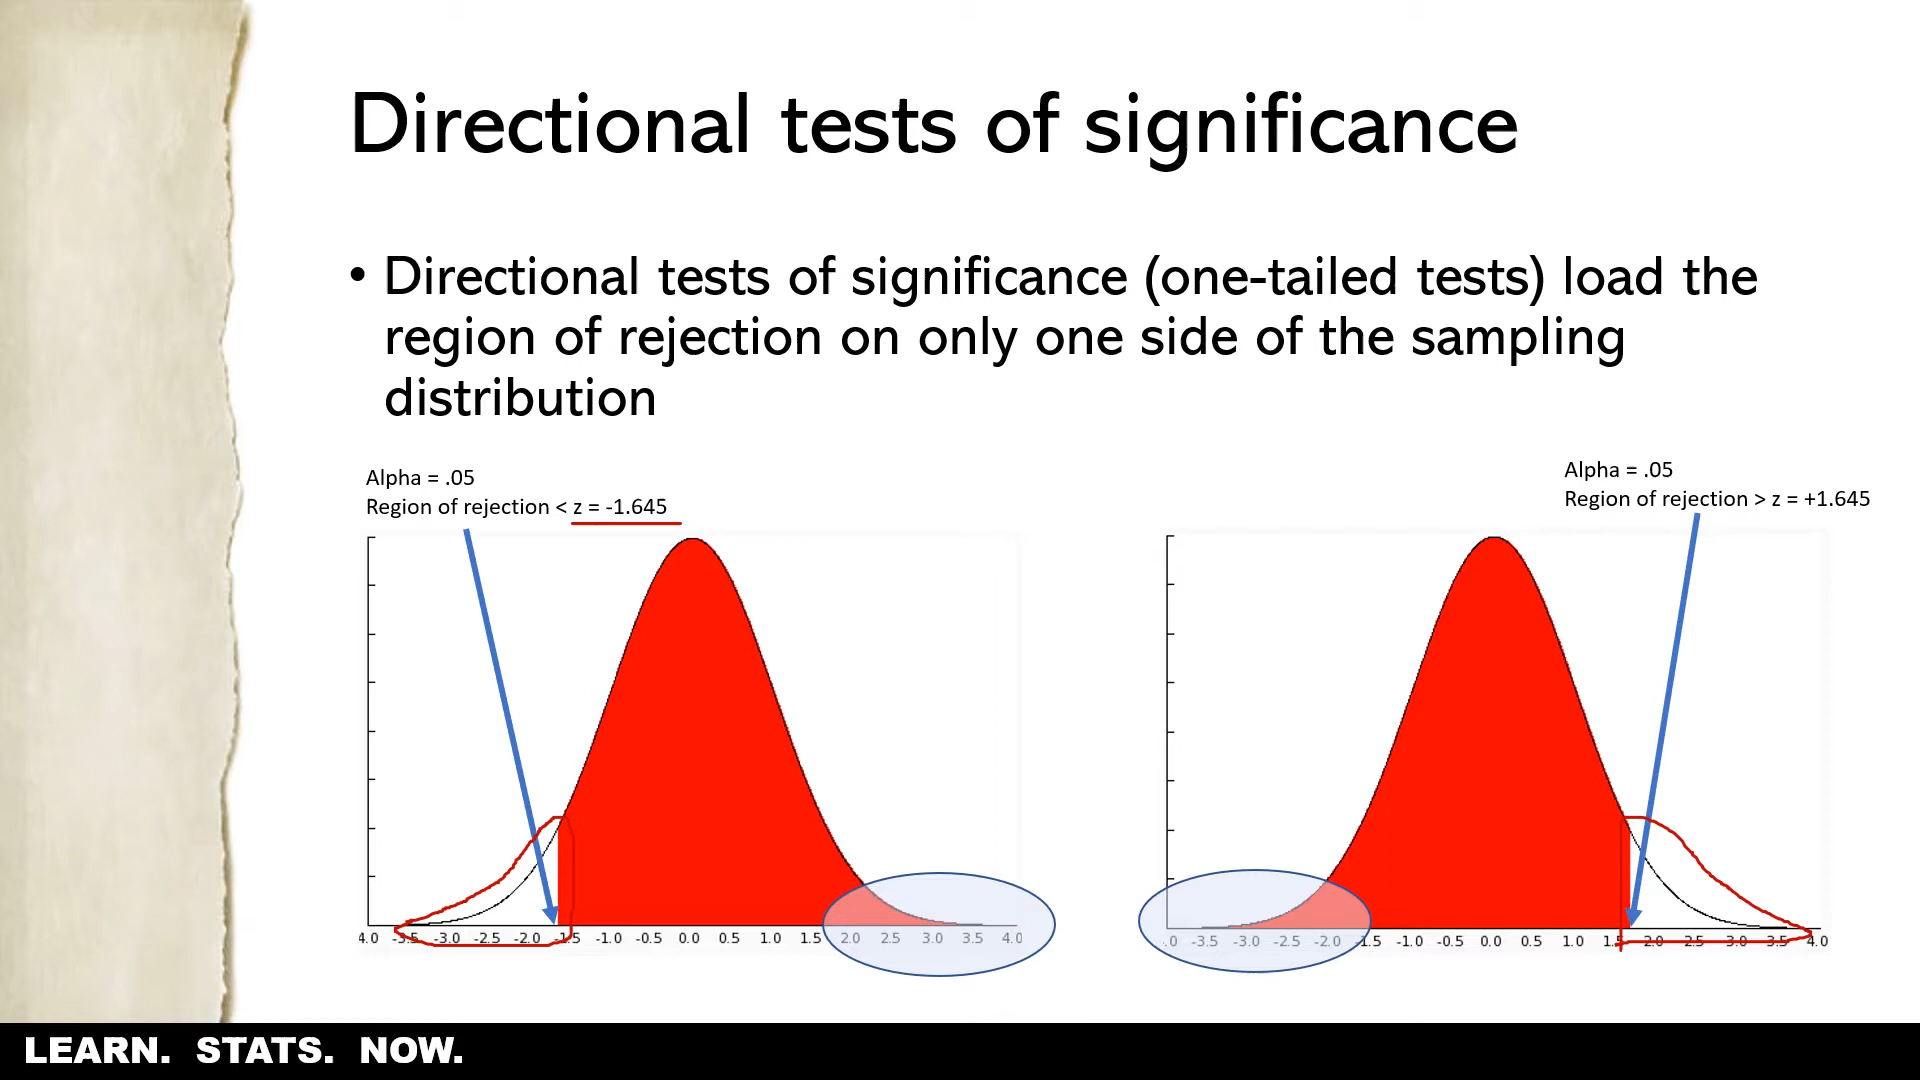 Directional tests of significance
• Directional tests of significance (one-tailed tests) load the
region of rejection on only one side of the sampling
distribution
Alpha = .05
Region of rejection < z = -1.645
Alpha = .05
Region of rejection > z = +1.645
4.0 -3.5 -3.0 -2.5 -2.0 -1.5 -1.0 -0.5 0.0 0.5 1.0 1.5 2.0 2.5 3.0 3.5 4.0
.0 -3.5 -3.0 -2.5 -2.0 -1.5 -1.0 -0.5 0.0 0.5 1.0 1.5 2.0 2.5 3.0 3.5 4.0
LEARN. STATS. NOW.